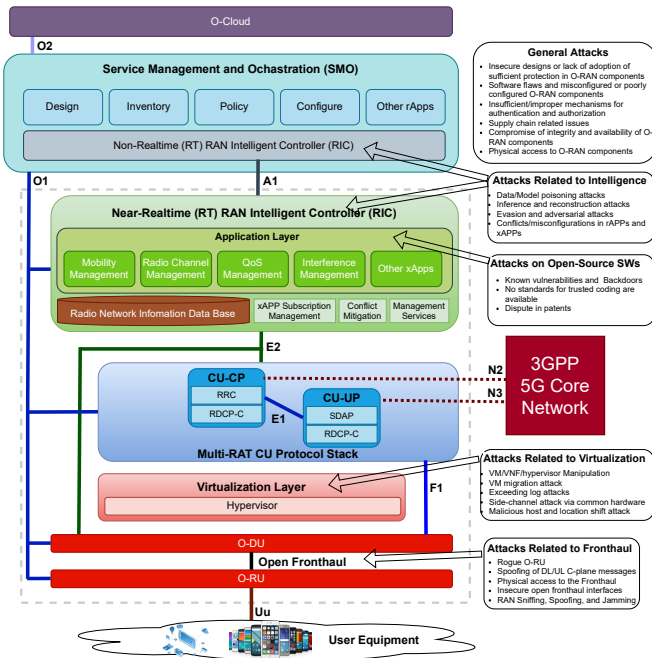 O-Cloud
O2
Service Management and Ochastration (SMO)
Design
Inventory
Policy
Configure
Other rApps
Non-Realtime (RT) RAN Intelligent Controller (RIC)
O1
A1
Near-Realtime (RT) RAN Intelligent Controller (RIC)
Application Layer
Mobility
Management
Radio Channel
Management
QoS
Management
Interference
Management
Other xApps
Radio Network Infomation Data Base
xAPP Subscription
Management
Conflict
Mitigation
Management
Services
E2
CU-CP
RRC
RDCP-C
E1
CU-UP
SDAP
RDCP-C
Multi-RAT CU Protocol Stack
N2
N3
3GPP
5G Core
Network
Virtualization Layer
Hypervisor
F1
O-DU
Open Fronthaul
O-RU
Uu
User Equipment
General Attacks
• Insecure designs or lack of adoption of
sufficient protection in O-RAN components
• Software flaws and misconfigured or poorly
configured O-RAN components
• Insufficient/improper mechanisms for
authentication and authorization
• Supply chain related issues
• Compromise of integrity and availability of O-
RAN components
• Physical access to O-RAN components
Attacks Related to Intelligence
• Data/Model poisoning attacks
• Inference and reconstruction attacks
• Evasion and adversarial attacks
• Conflicts/misconfigurations in rAPPs and
xAPPs
Attacks on Open-Source SWs
• Known vulnerabilities and Backdoors
• No standards for trusted coding are
available
• Dispute in patents
Attacks Related to Virtualization
• VM/VNF/hypervisor Manipulation
• VM migration attack
• Exceeding log attacks
• Side-channel attack via common hardware
• Malicious host and location shift attack
Attacks Related to Fronthaul
• Rogue O-RU
• Spoofing of DL/UL C-plane messages
• Physical access to the Fronthaul
• Insecure open fronthaul interfaces
• RAN Sniffing, Spoofing, and Jamming